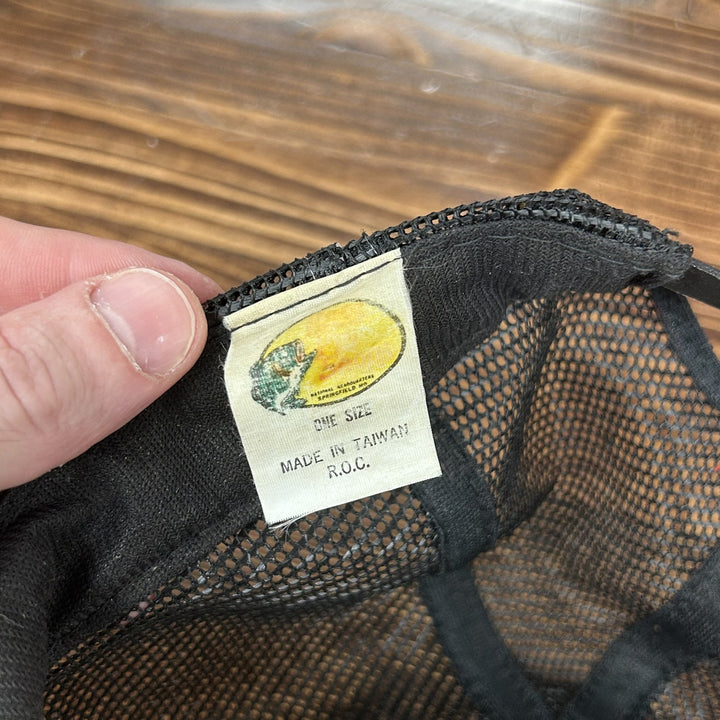 NATIONAL HEADQUARTERS
SPRINGFIELD MO.
ONE SIZE
MADE IN TAIWAN
R.O.C.